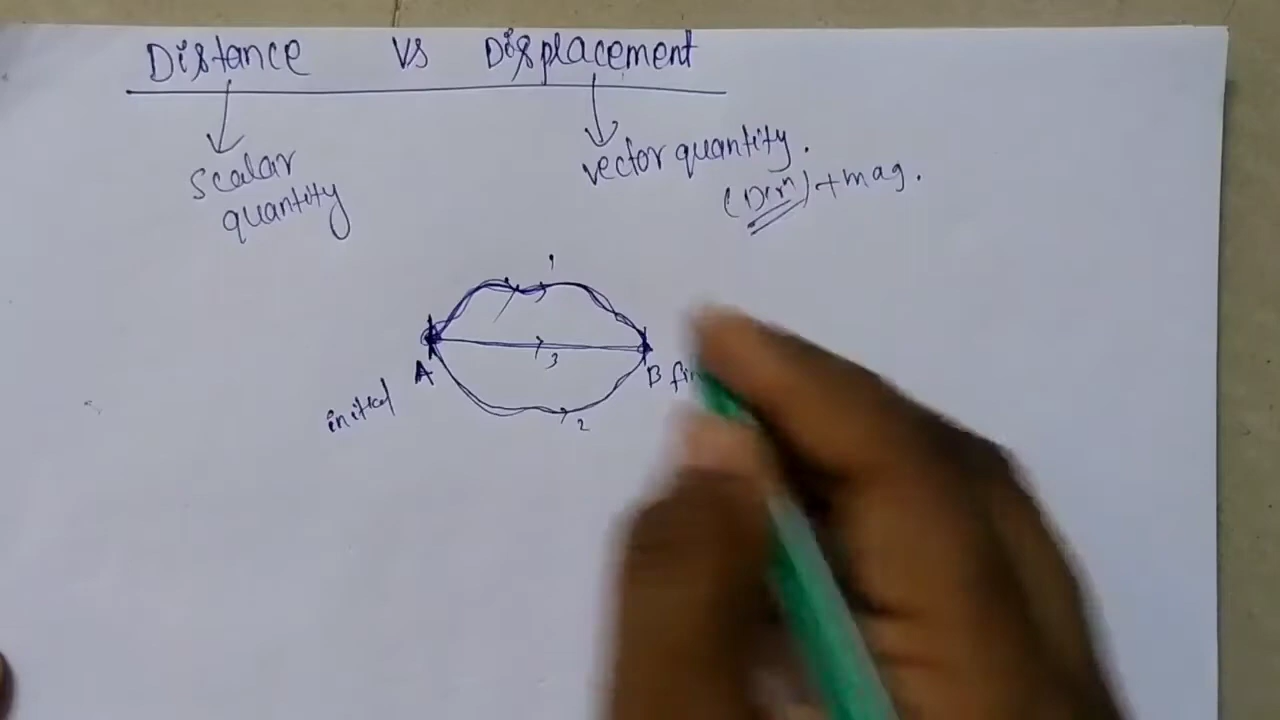 Distance vs Displacement
scalar
quantity
vector quantity.
(Dirⁿ) + mag.
1
3
A
B
initial
2